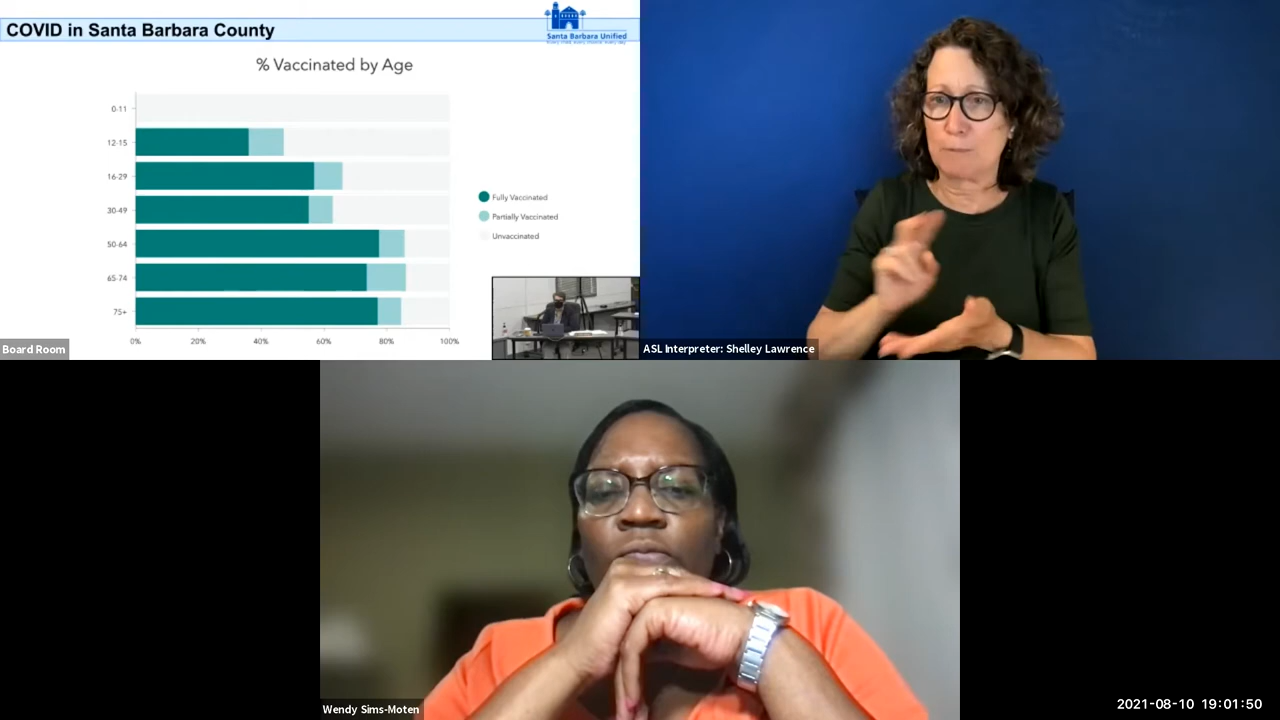 COVID in Santa Barbara County
Santa Barbara Unified
% Vaccinated by Age
0-11
12-15
16-29
30-49
50-64
65-74
75+
0%
20%
40%
60%
80%
100%
Fully Vaccinated
Partially Vaccinated
Unvaccinated
Board Room
ASL Interpreter: Shelley Lawrence
Wendy Sims-Moten
2021-08-10 19:01:50